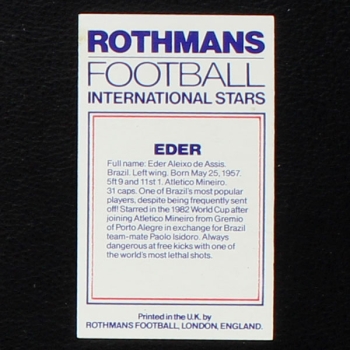 ROTHMANS
FOOTBALL
INTERNATIONAL STARS
EDER
Full name: Eder Aleixo de Assis.
Brazil. Left wing. Born May 25, 1957.
5ft 9 and 11st 1. Atletico Mineiro.
31 caps. One of Brazil's most popular
players, despite being frequently sent
off! Starred in the 1982 World Cup after
joining Atletico Mineiro from Gremio
of Porto Alegre in exchange for Brazil
team-mate Paolo Isidoro. Always
dangerous at free kicks with one of
the world's most lethal shots.
Printed in the U.K. by
ROTHMANS FOOTBALL, LONDON, ENGLAND.